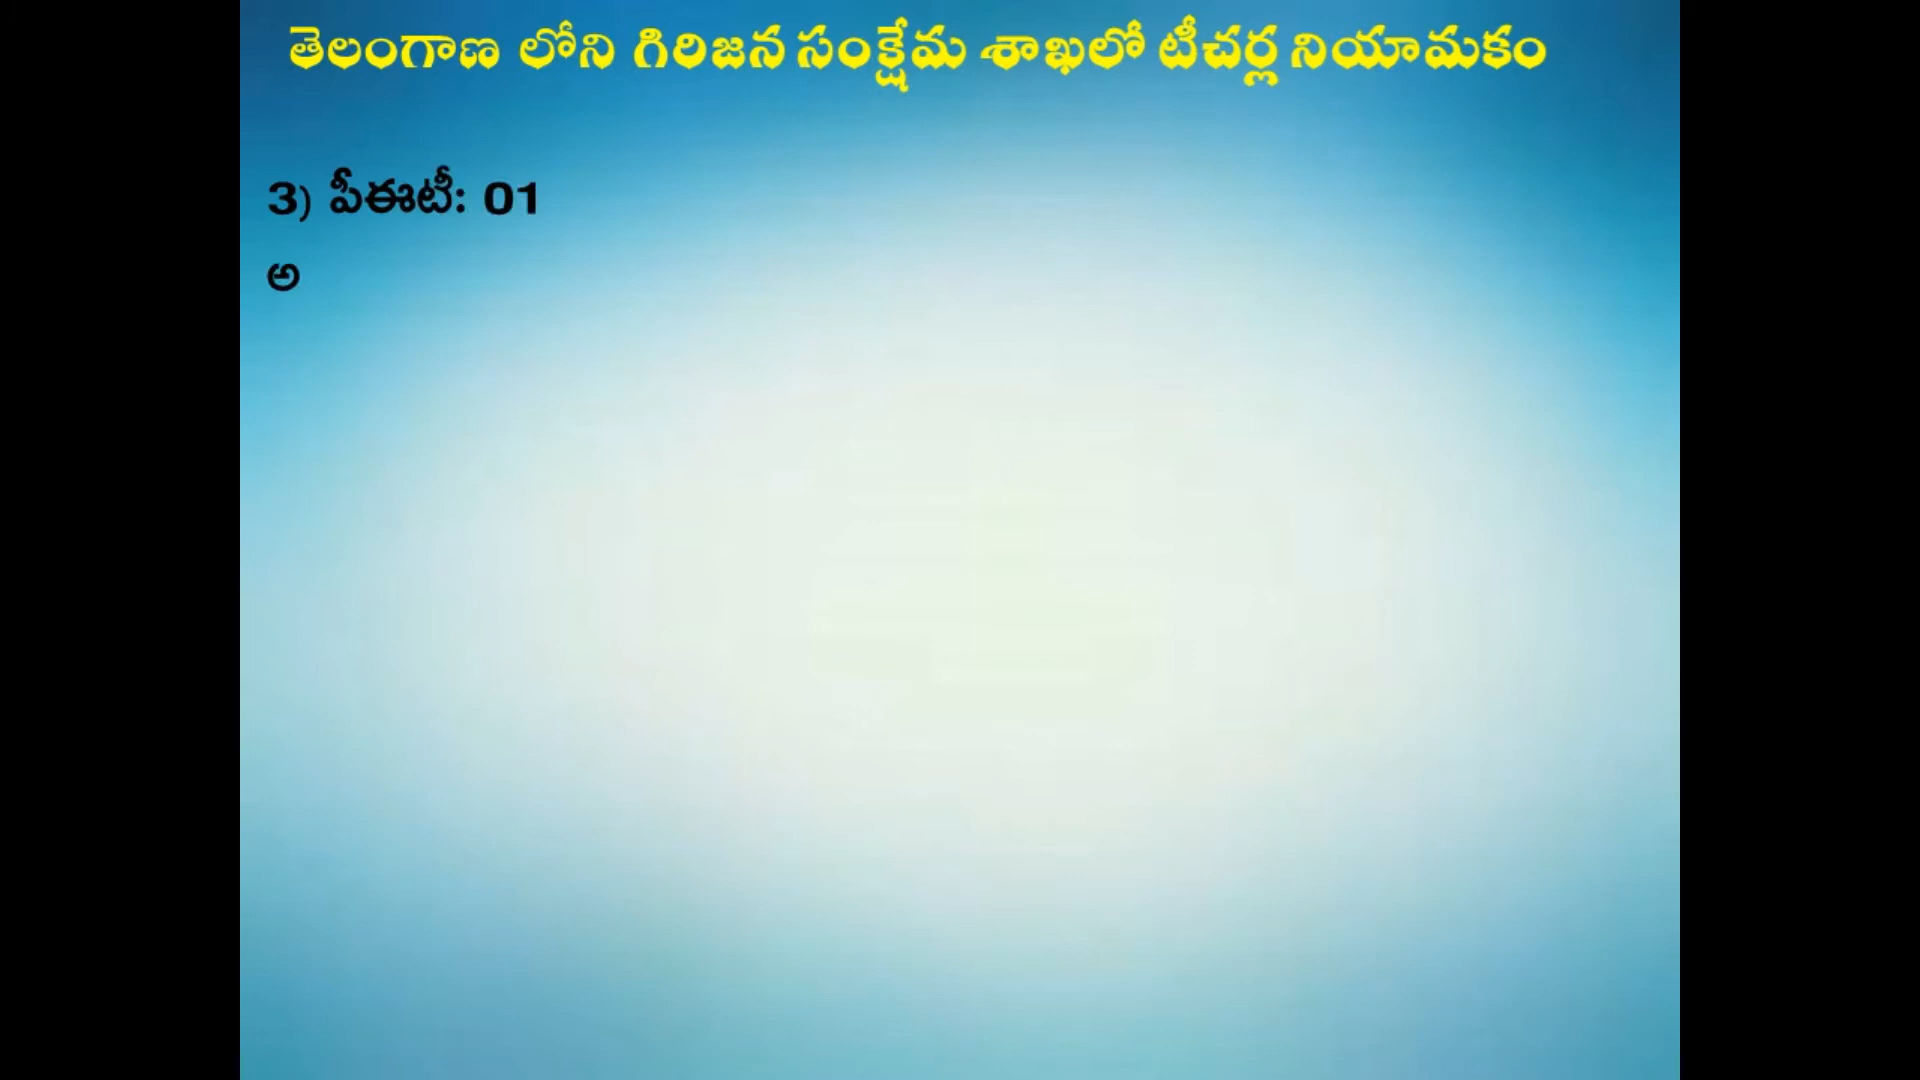 తెలంగాణ లోని గిరిజన సంక్షేమ శాఖలో టీచర్ల నియామకం
3) పీఈటీ: 01
అ